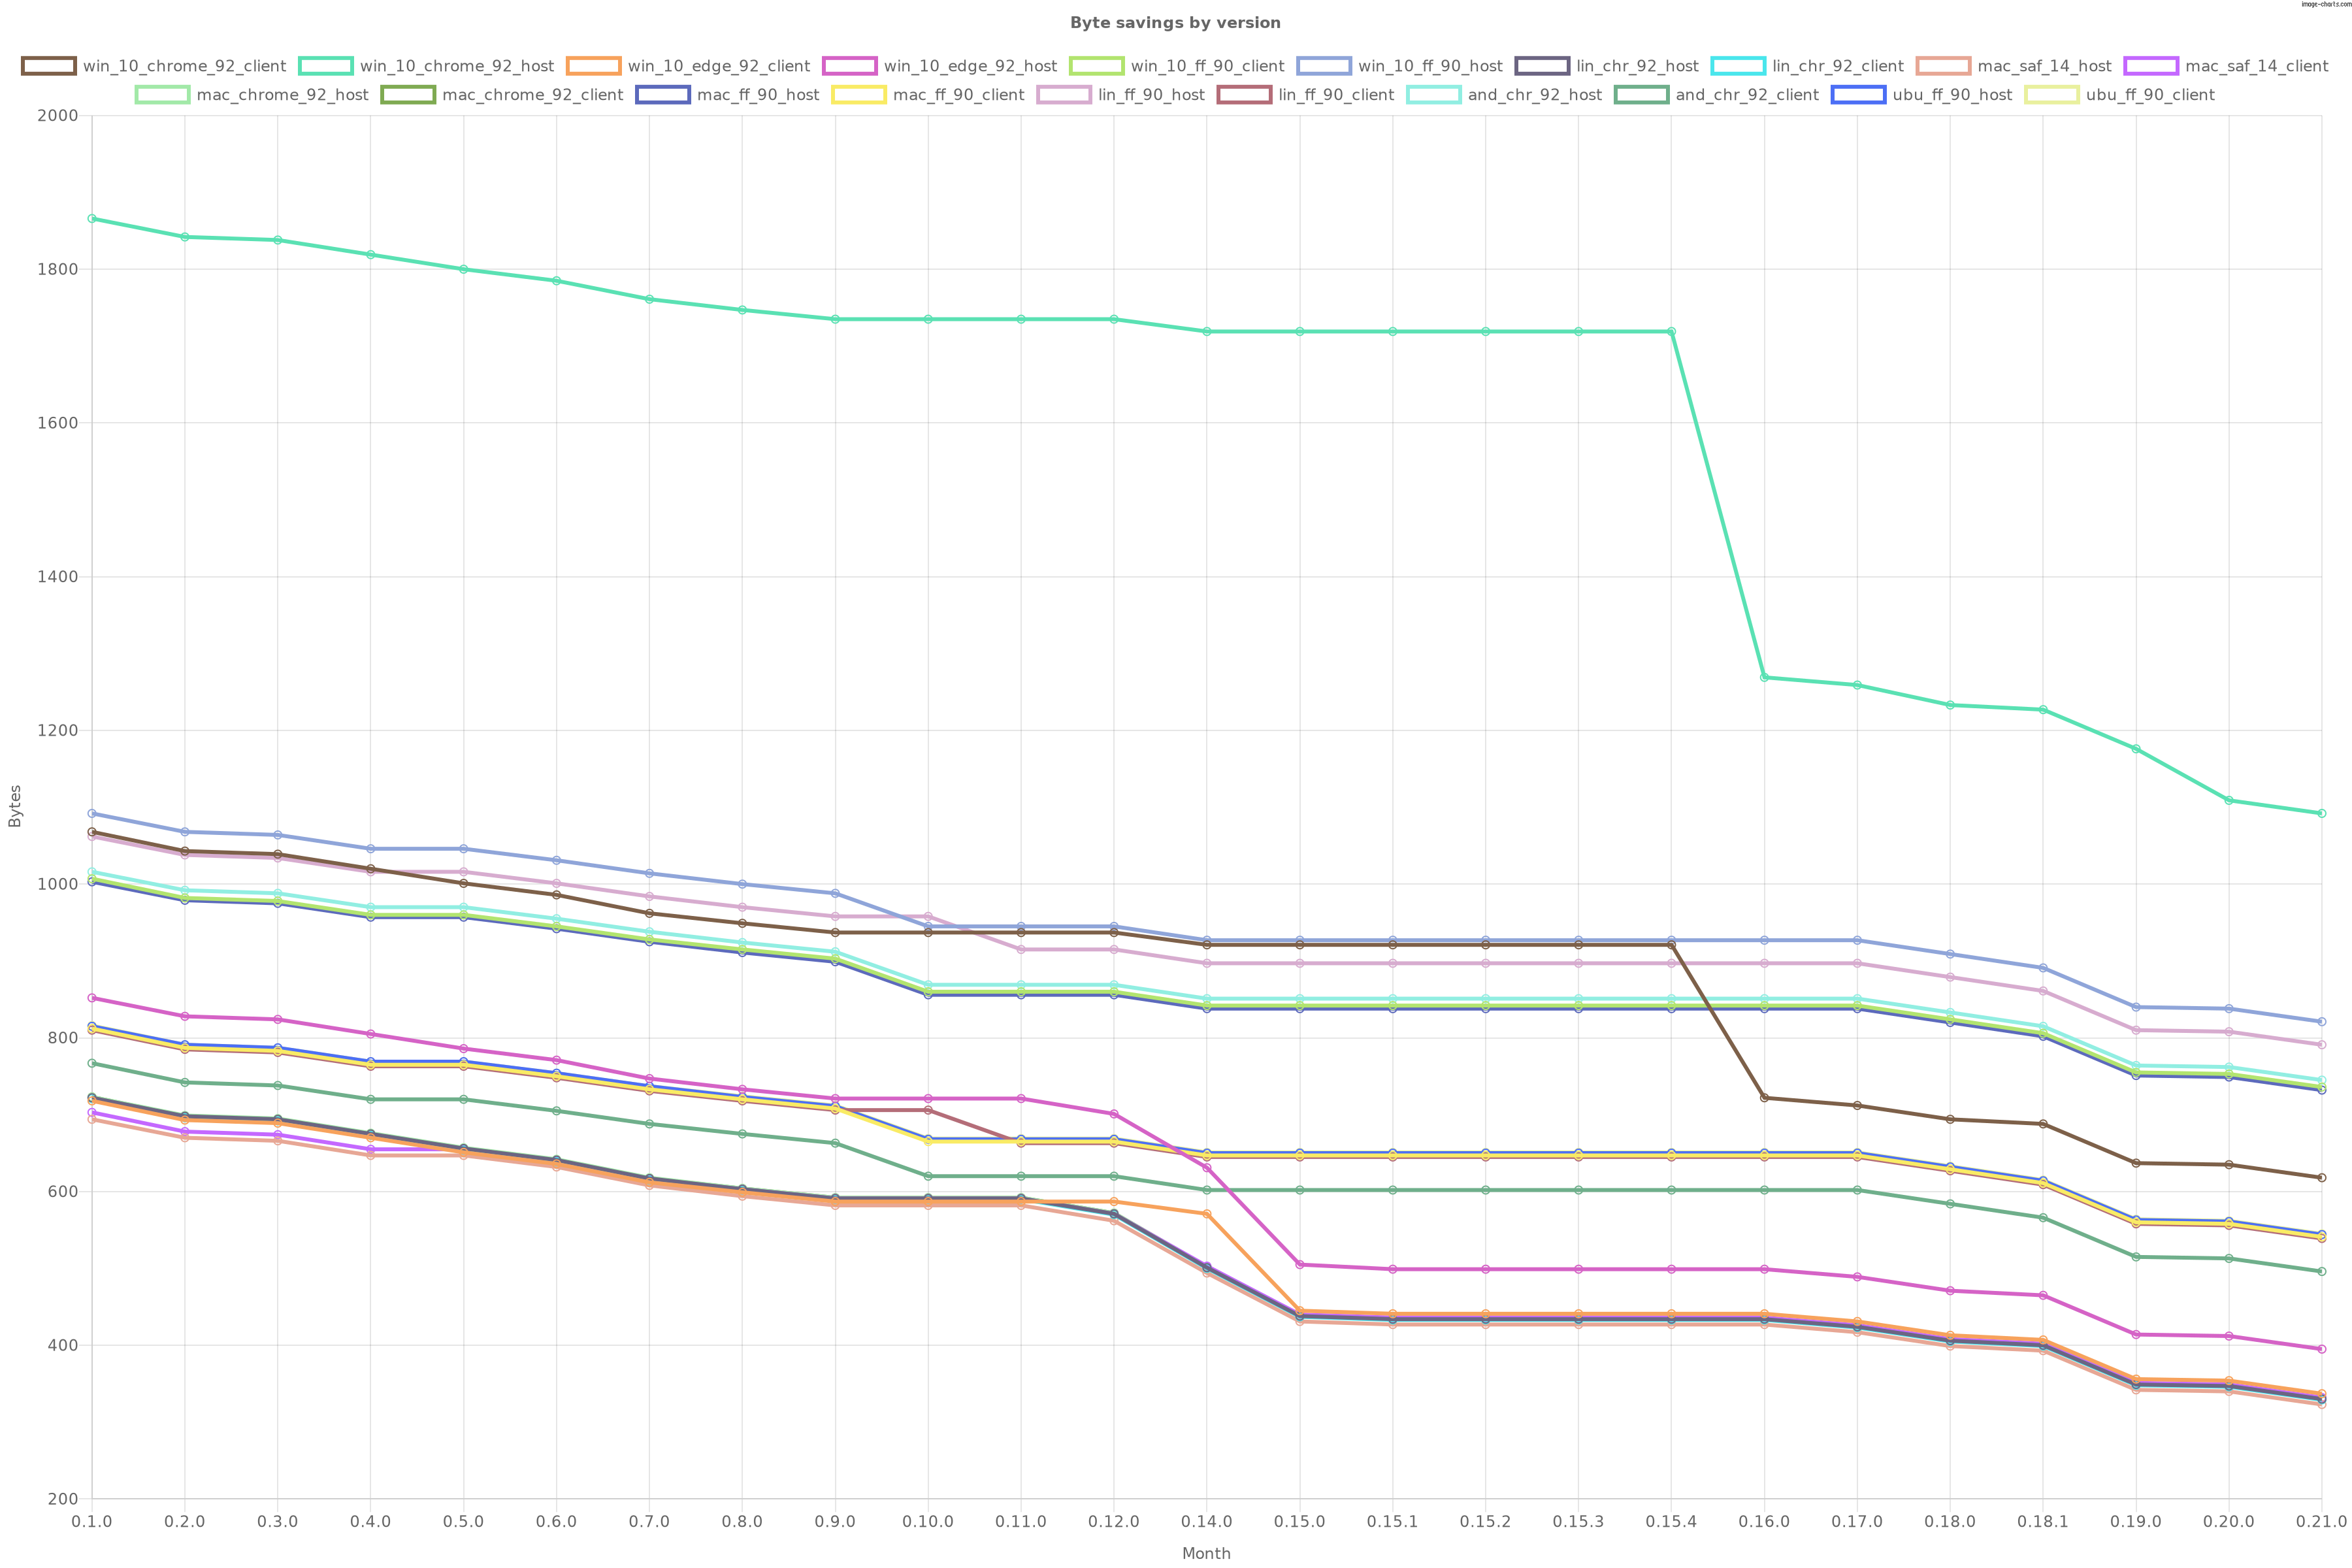 image-charts.com
Byte savings by version
win_10_chrome_92_client win_10_chrome_92_host win_10_edge_92_client win_10_edge_92_host win_10_ff_90_client win_10_ff_90_host lin_chr_92_host lin_chr_92_client mac_saf_14_host mac_saf_14_client
mac_chrome_92_host mac_chrome_92_client mac_ff_90_host mac_ff_90_client lin_ff_90_host lin_ff_90_client and_chr_92_host and_chr_92_client ubu_ff_90_host ubu_ff_90_client
2000
1800
1600
1400
1200
1000
800
600
400
200
Bytes
0.1.0 0.2.0 0.3.0 0.4.0 0.5.0 0.6.0 0.7.0 0.8.0 0.9.0 0.10.0 0.11.0 0.12.0 0.14.0 0.15.0 0.15.1 0.15.2 0.15.3 0.15.4 0.16.0 0.17.0 0.18.0 0.18.1 0.19.0 0.20.0 0.21.0
Month